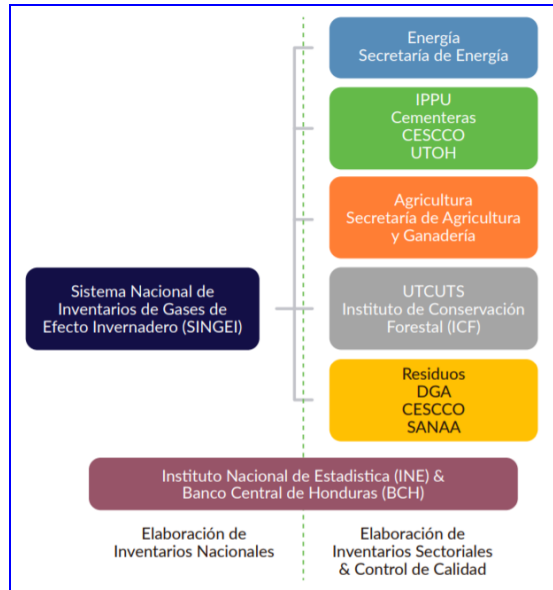 Energía
Secretaría de Energía
IPPU
Cementeras
CESCCO
UTOH
Agricultura
Secretaría de Agricultura
y Ganadería
Sistema Nacional de
Inventarios de Gases de
Efecto Invernadero (SINGEI)
UTCUTS
Instituto de Conservación
Forestal (ICF)
Residuos
DGA
CESCCO
SANAA
Instituto Nacional de Estadistica (INE) &
Banco Central de Honduras (BCH)
Elaboración de
Inventarios Nacionales
Elaboración de
Inventarios Sectoriales
& Control de Calidad